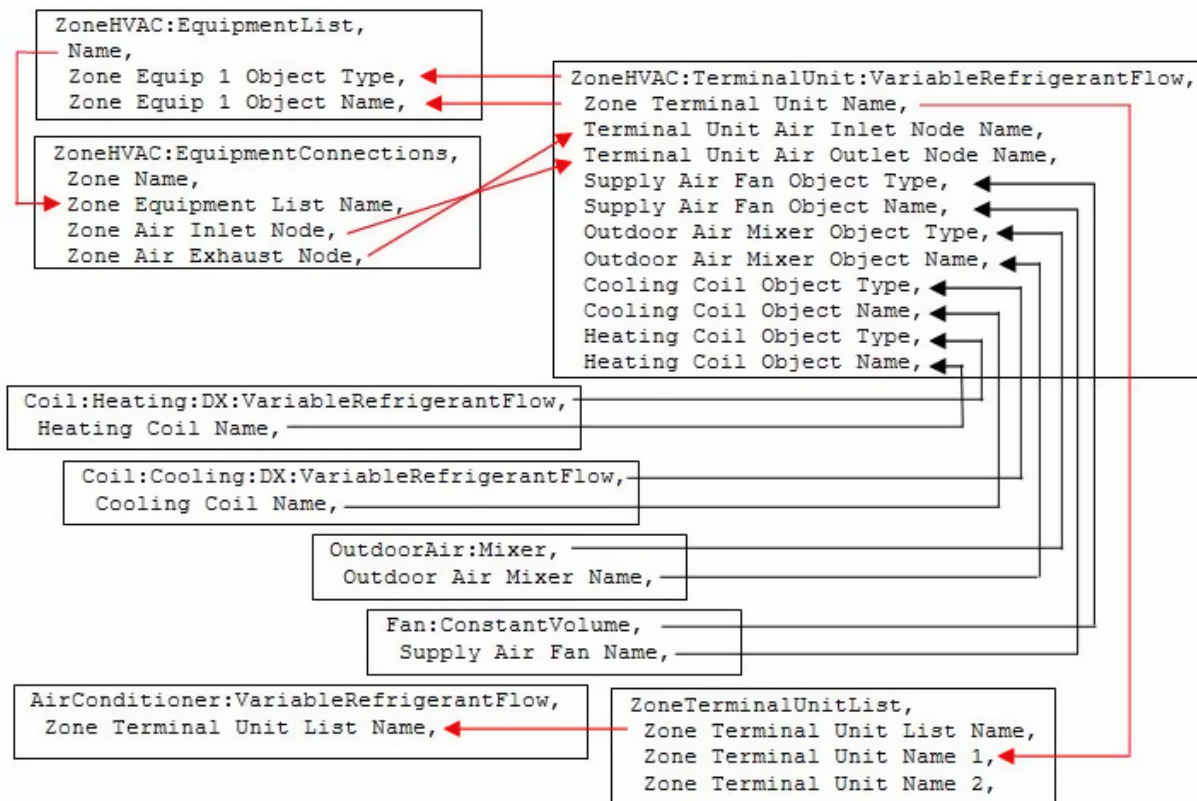 ZoneHVAC:EquipmentList,
Name,
Zone Equip 1 Object Type,
Zone Equip 1 Object Name,
ZoneHVAC:EquipmentConnections,
Zone Name,
Zone Equipment List Name,
Zone Air Inlet Node,
Zone Air Exhaust Node,
ZoneHVAC:TerminalUnit:VariableRefrigerantFlow,
Zone Terminal Unit Name,
Terminal Unit Air Inlet Node Name,
Terminal Unit Air Outlet Node Name,
Supply Air Fan Object Type,
Supply Air Fan Object Name,
Outdoor Air Mixer Object Type,
Outdoor Air Mixer Object Name,
Cooling Coil Object Type,
Cooling Coil Object Name,
Heating Coil Object Type,
Heating Coil Object Name,
Coil:Heating:DX:VariableRefrigerantFlow,
Heating Coil Name,
Coil:Cooling:DX:VariableRefrigerantFlow,
Cooling Coil Name,
OutdoorAir:Mixer,
Outdoor Air Mixer Name,
Fan:ConstantVolume,
Supply Air Fan Name,
AirConditioner:VariableRefrigerantFlow,
Zone Terminal Unit List Name,
ZoneTerminalUnitList,
Zone Terminal Unit List Name,
Zone Terminal Unit Name 1,
Zone Terminal Unit Name 2,